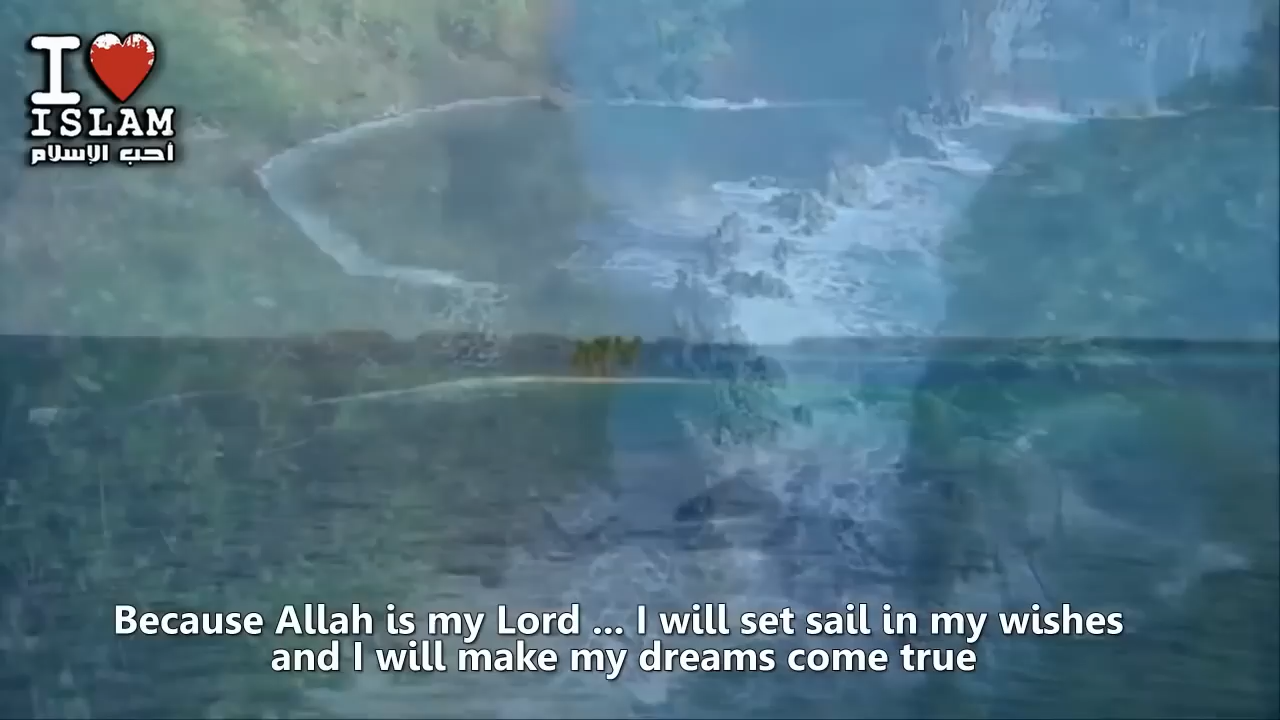 I
ISLAM
أحب الإسلام
Because Allah is my Lord ... I will set sail in my wishes
and I will make my dreams come true